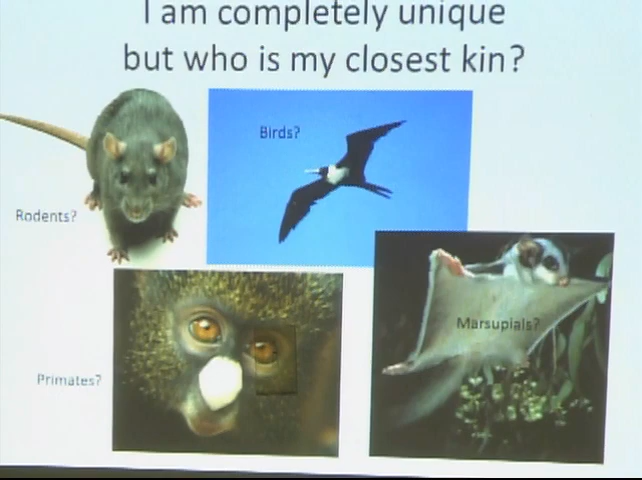 I am completely unique
but who is my closest kin?
Birds?
Rodents?
Marsupials?
Primates?